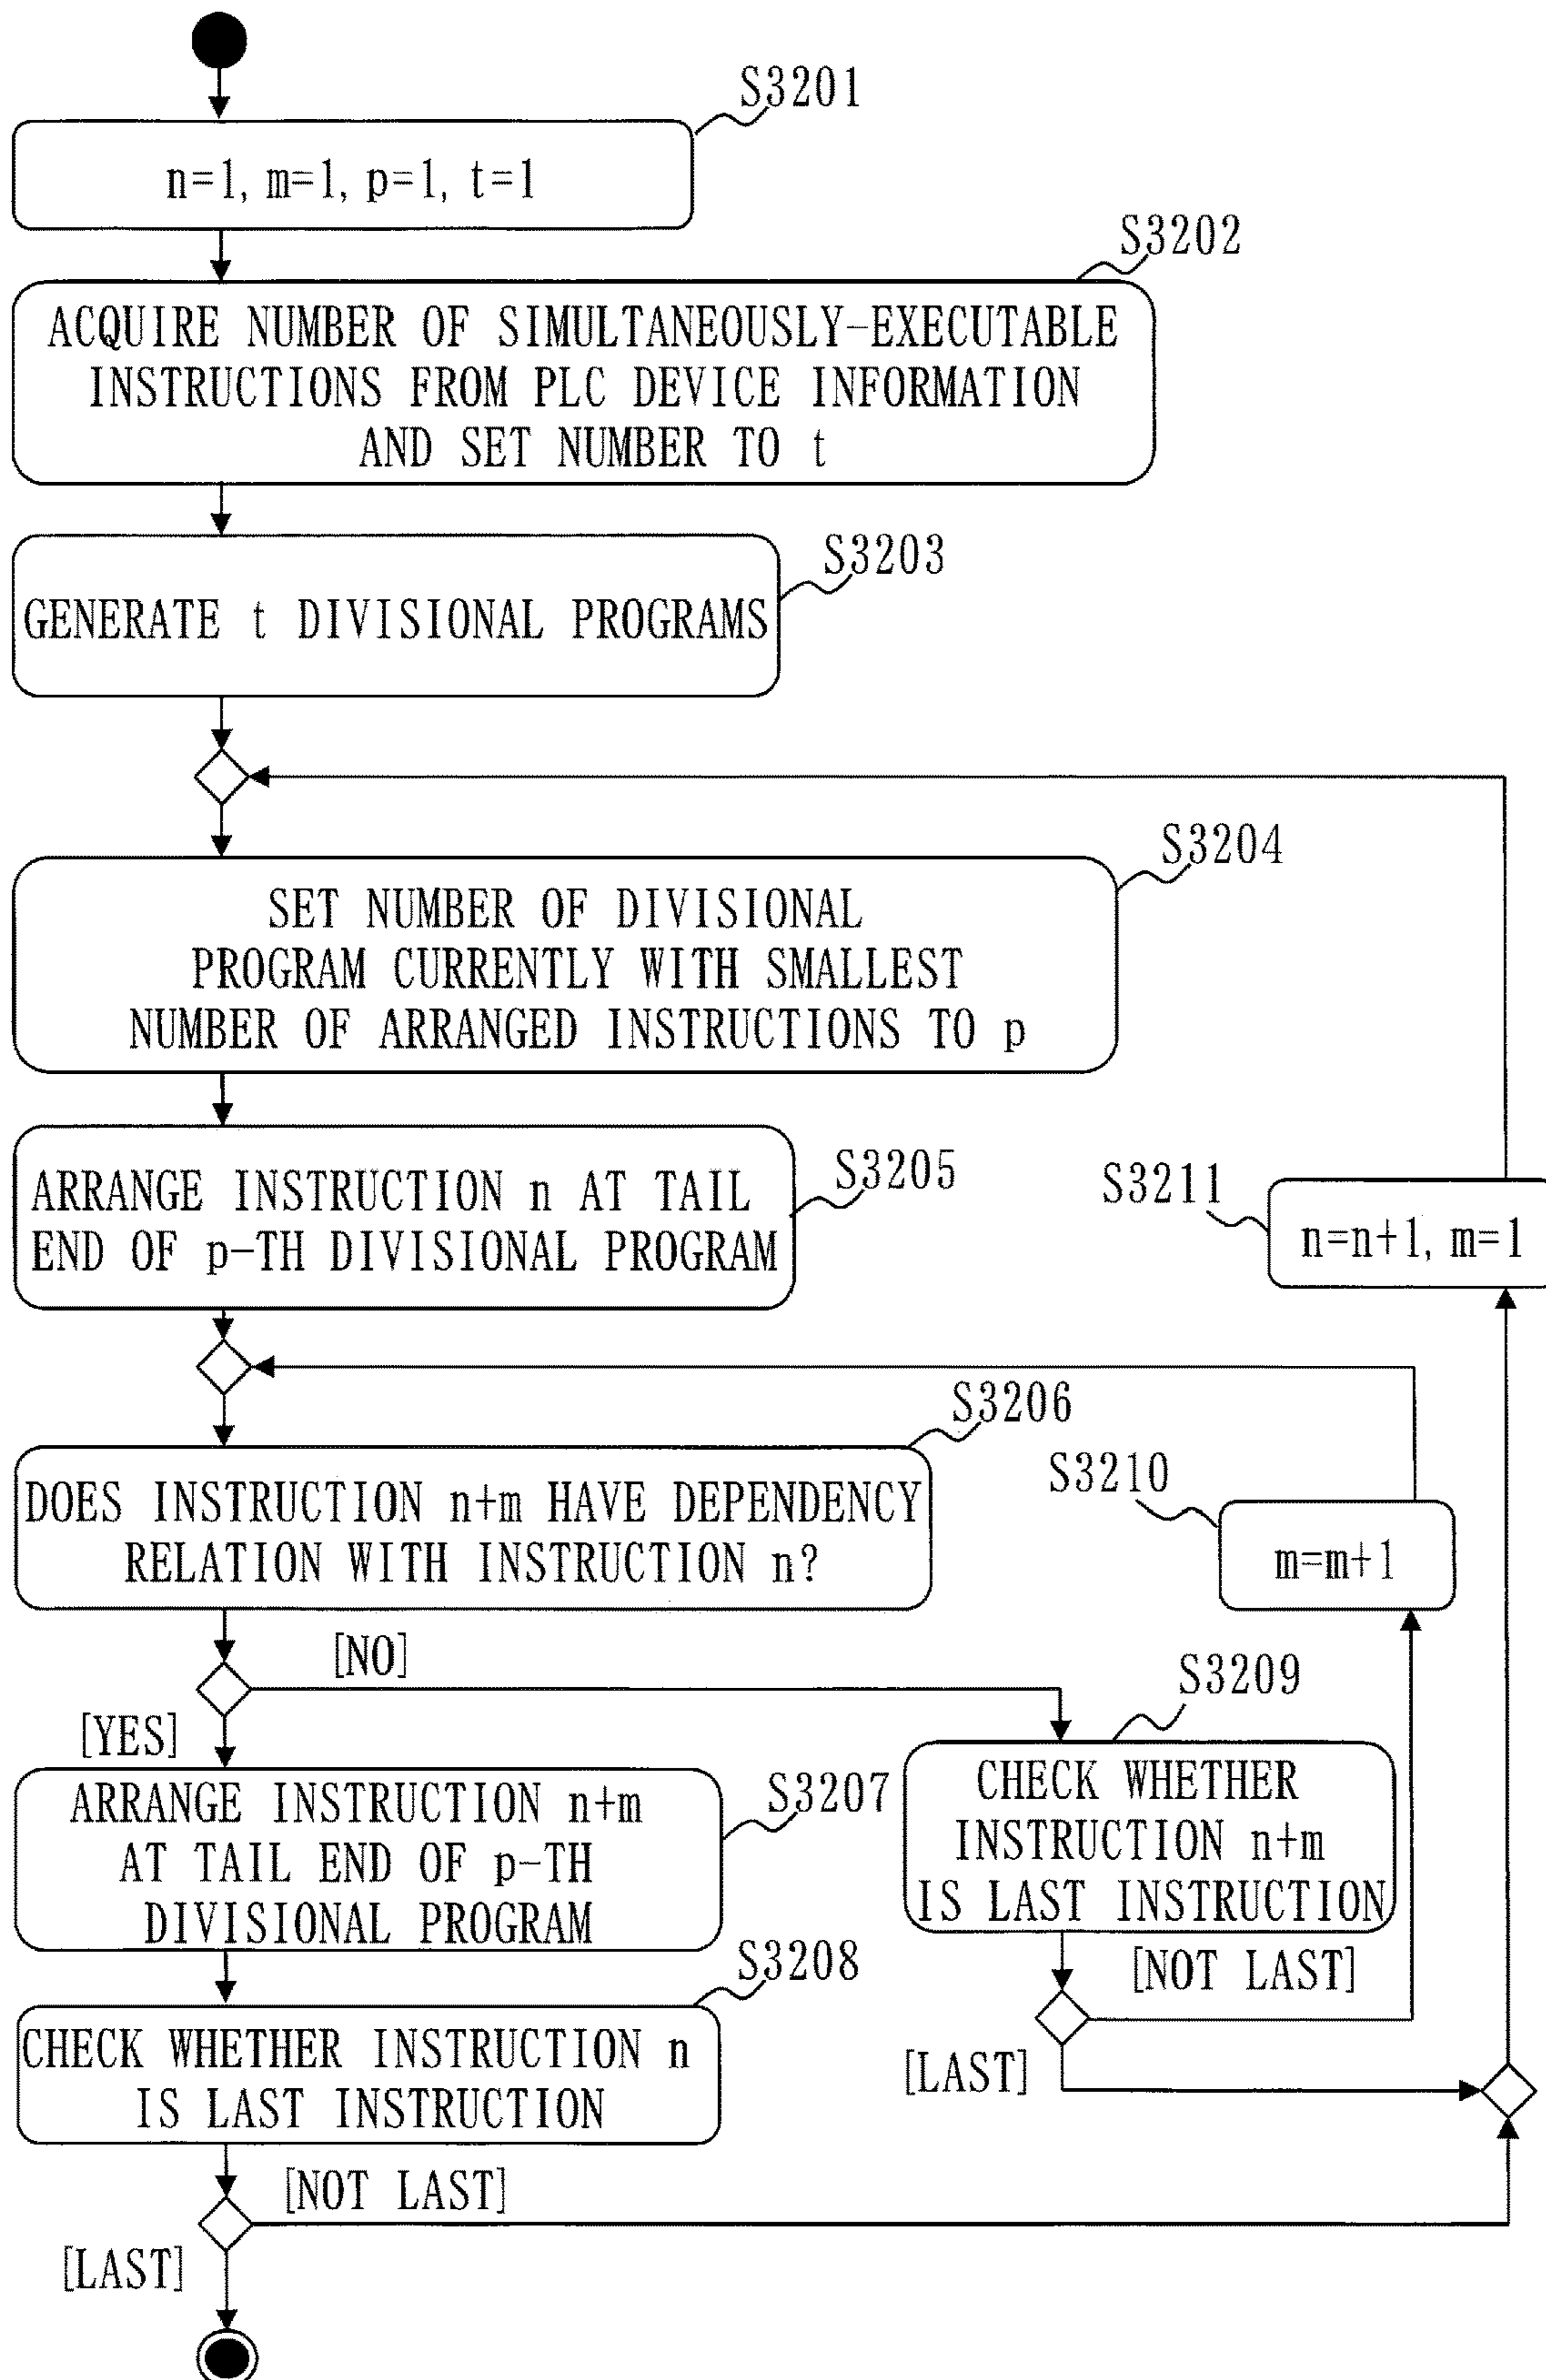 S3201
n=1, m=1, p=1, t=1
S3202
ACQUIRE NUMBER OF SIMULTANEOUSLY-EXECUTABLE
INSTRUCTIONS FROM PLC DEVICE INFORMATION
AND SET NUMBER TO t
S3203
GENERATE t DIVISIONAL PROGRAMS
S3204
SET NUMBER OF DIVISIONAL
PROGRAM CURRENTLY WITH SMALLEST
NUMBER OF ARRANGED INSTRUCTIONS TO p
S3205
ARRANGE INSTRUCTION n AT TAIL
END OF p-TH DIVISIONAL PROGRAM
S3211
n=n+1, m=1
S3206
DOES INSTRUCTION n+m HAVE DEPENDENCY
RELATION WITH INSTRUCTION n?
S3210
m=m+1
[NO]
[YES]
S3209
CHECK WHETHER
INSTRUCTION n+m
IS LAST INSTRUCTION
S3207
ARRANGE INSTRUCTION n+m
AT TAIL END OF p-TH
DIVISIONAL PROGRAM
[NOT LAST]
[LAST]
S3208
CHECK WHETHER INSTRUCTION n
IS LAST INSTRUCTION
[NOT LAST]
[LAST]